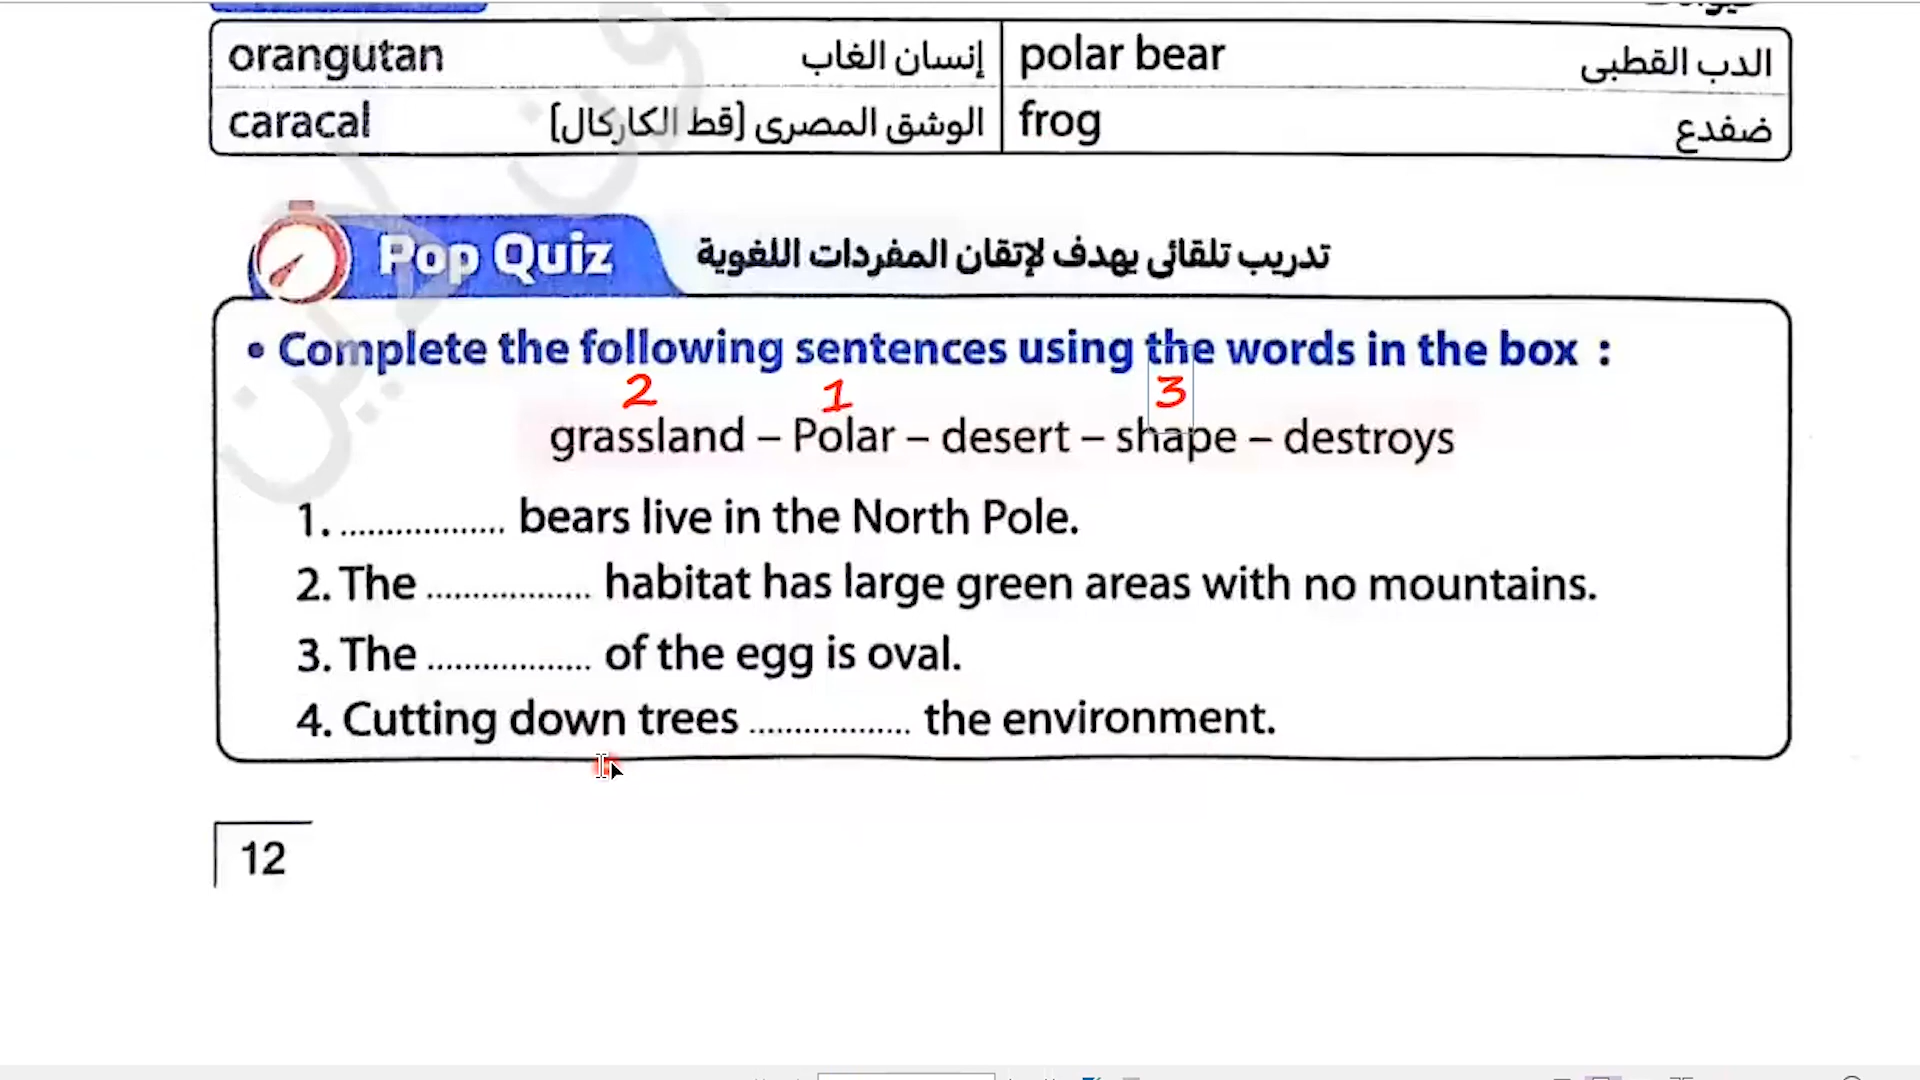 orangutan إنسان الغاب polar bear الدب القطبى
caracal الوشق المصرى [قط الكاركال] frog ضفدع
Pop Quiz تدريب تلقائى يهدف لإتقان المفردات اللغوية
• Complete the following sentences using the words in the box :
2 1 3
grassland – Polar – desert – shape – destroys
1. .................. bears live in the North Pole.
2. The .................. habitat has large green areas with no mountains.
3. The .................. of the egg is oval.
4. Cutting down trees .................. the environment.
12